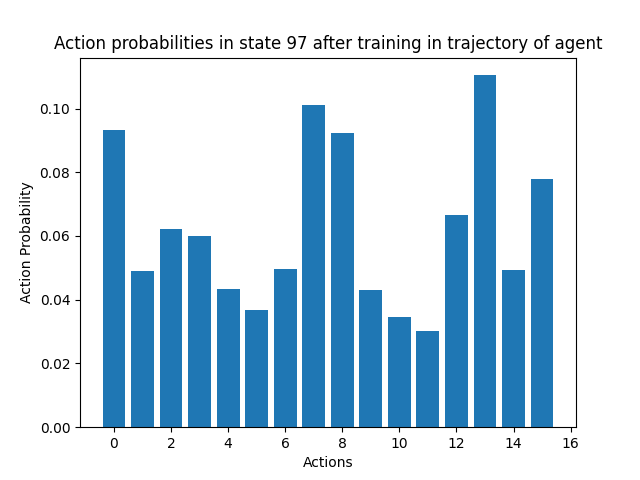 Action probabilities in state 97 after training in trajectory of agent
0.10
0.08
0.06
0.04
0.02
0.00
Action Probability
0 2 4 6 8 10 12 14 16
Actions